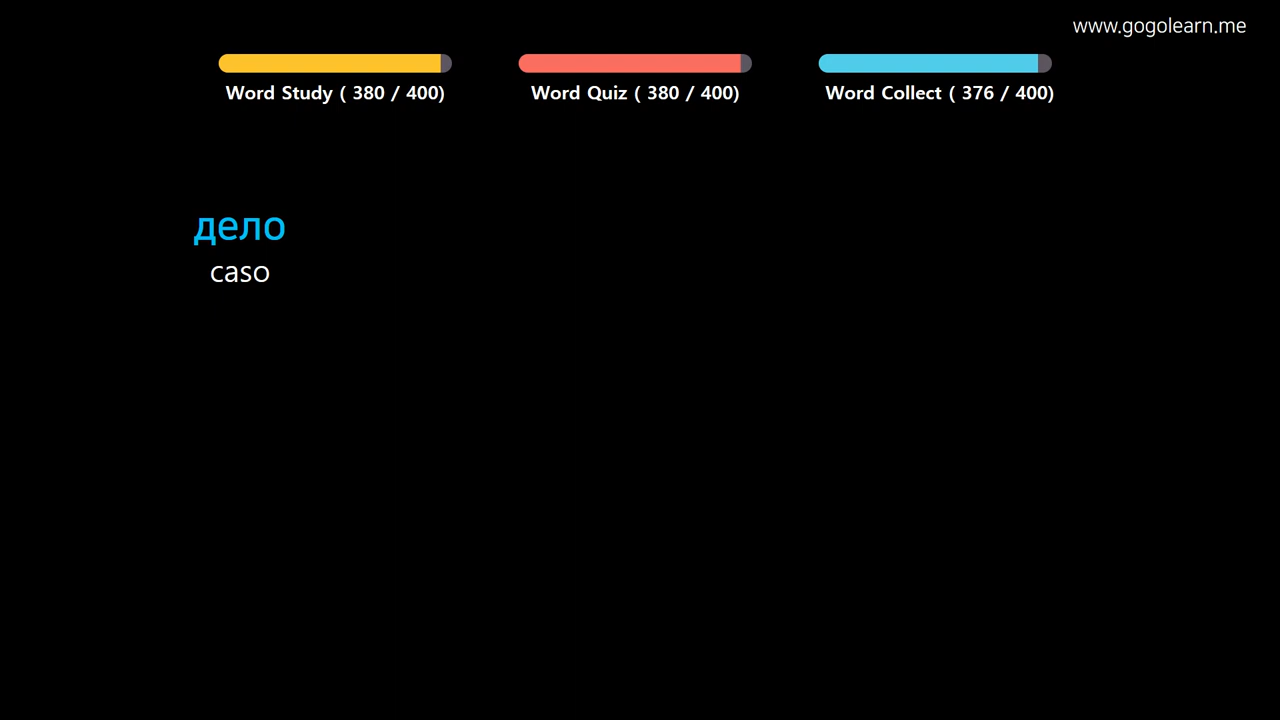 www.gogolearn.me
Word Study ( 380 / 400)
Word Quiz ( 380 / 400)
Word Collect ( 376 / 400)
дело
caso